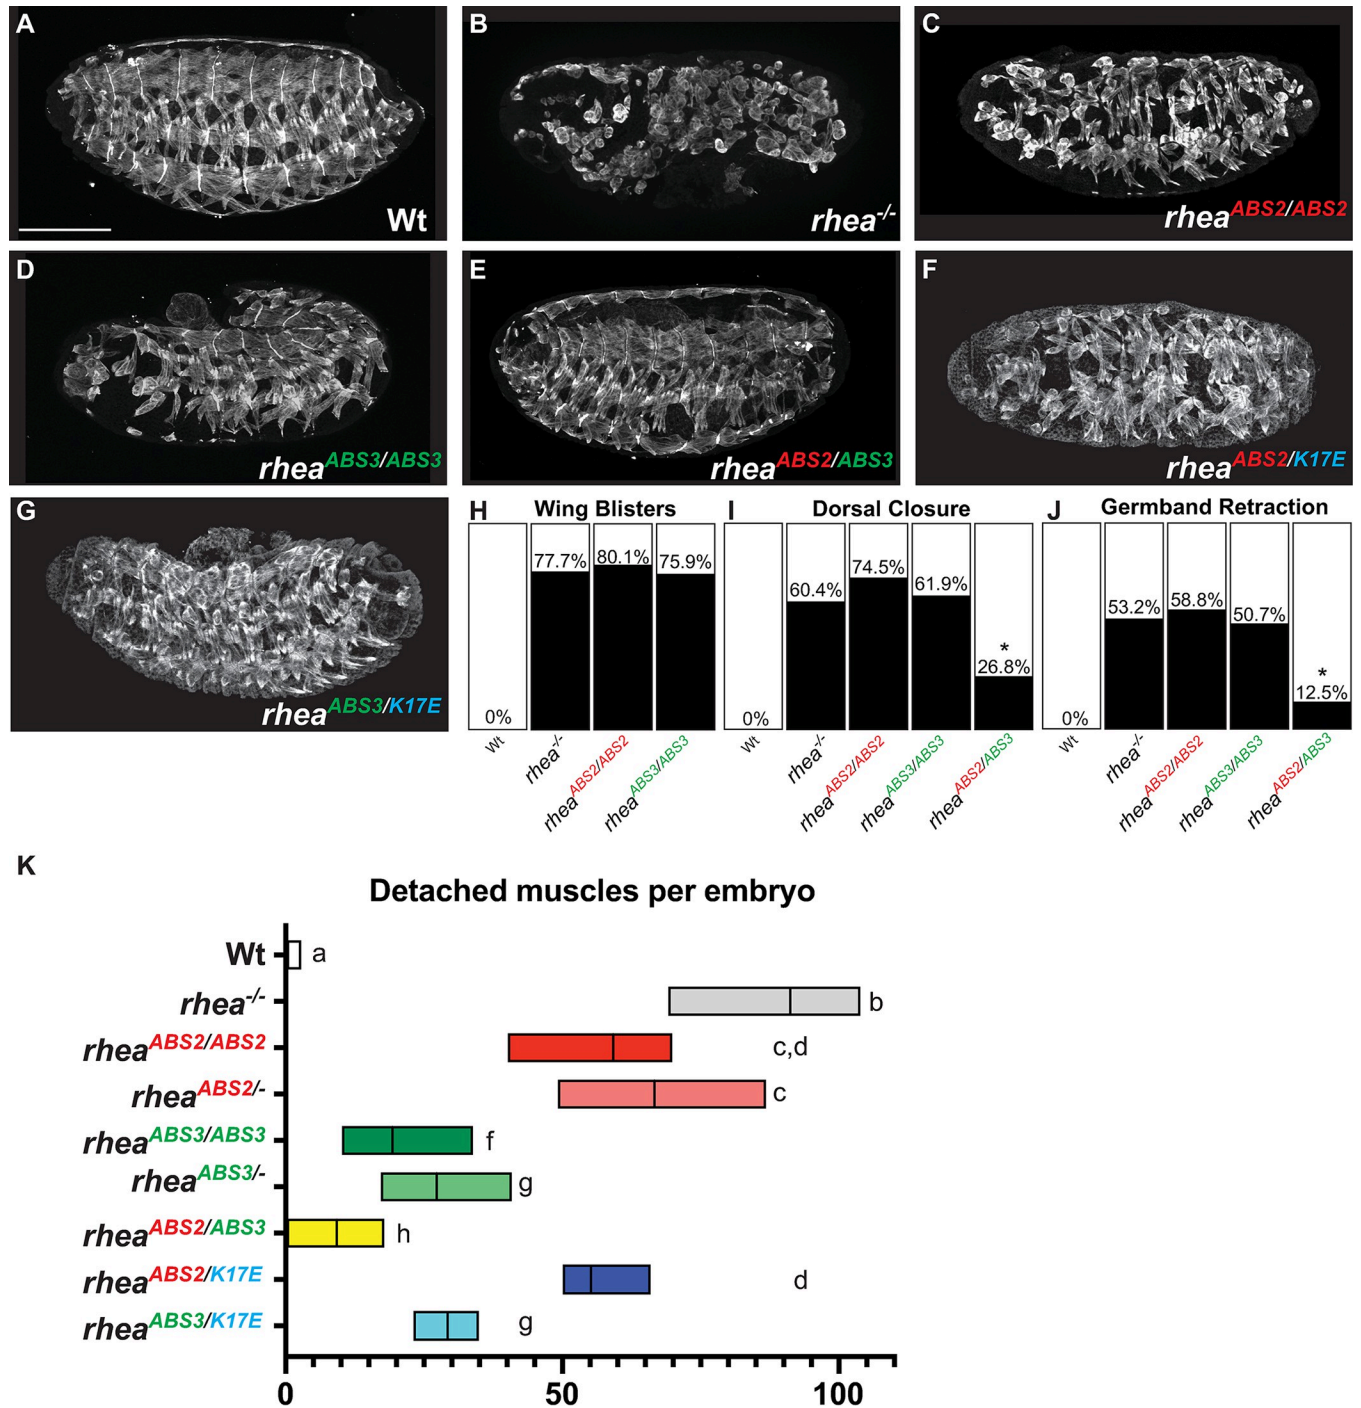 A
Wt
B
rhea-/-
C
rheaABS2/ABS2
D
rheaABS3/ABS3
E
rheaABS2/ABS3
F
rheaABS2/K17E
G
rheaABS3/K17E
H Wing Blisters
0%
77.7%
80.1%
75.9%
Wt
rhea-/-
rheaABS2/ABS2
rheaABS3/ABS3
I Dorsal Closure
0%
60.4%
74.5%
61.9%
*
26.8%
Wt
rhea-/-
rheaABS2/ABS2
rheaABS3/ABS3
rheaABS2/ABS3
J Germband Retraction
0%
53.2%
58.8%
50.7%
*
12.5%
Wt
rhea-/-
rheaABS2/ABS2
rheaABS3/ABS3
rheaABS2/ABS3
K
Detached muscles per embryo
Wt a
rhea-/- b
rheaABS2/ABS2 c,d
rheaABS2/- c
rheaABS3/ABS3 f
rheaABS3/- g
rheaABS2/ABS3 h
rheaABS2/K17E d
rheaABS3/K17E g
0 50 100